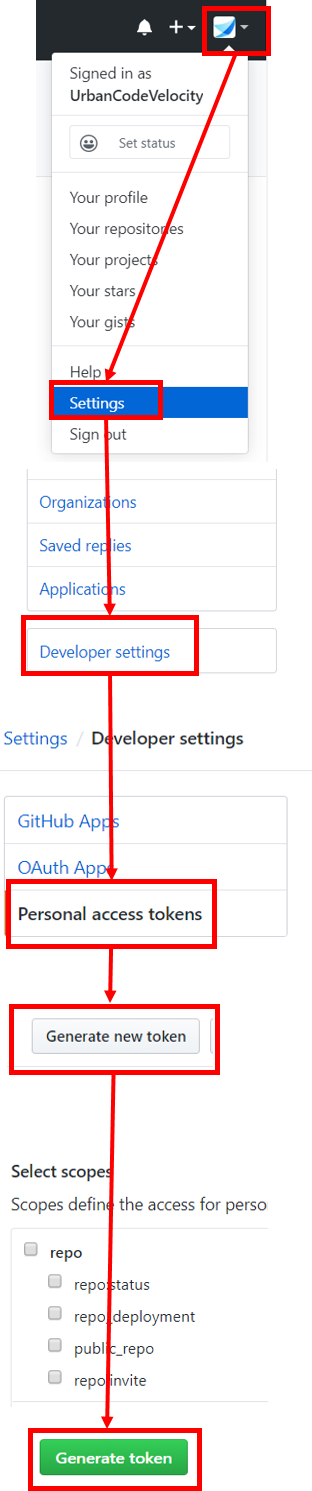 Signed in as
UrbanCodeVelocity
Set status
Your profile
Your repositories
Your projects
Your stars
Your gists
Help
Settings
Sign out
Organizations
Saved replies
Applications
Developer settings
Settings / Developer settings
GitHub Apps
OAuth Apps
Personal access tokens
Generate new token
Select scopes
Scopes define the access for perso
repo
repo:status
repo_deployment
public_repo
repo:invite
Generate token